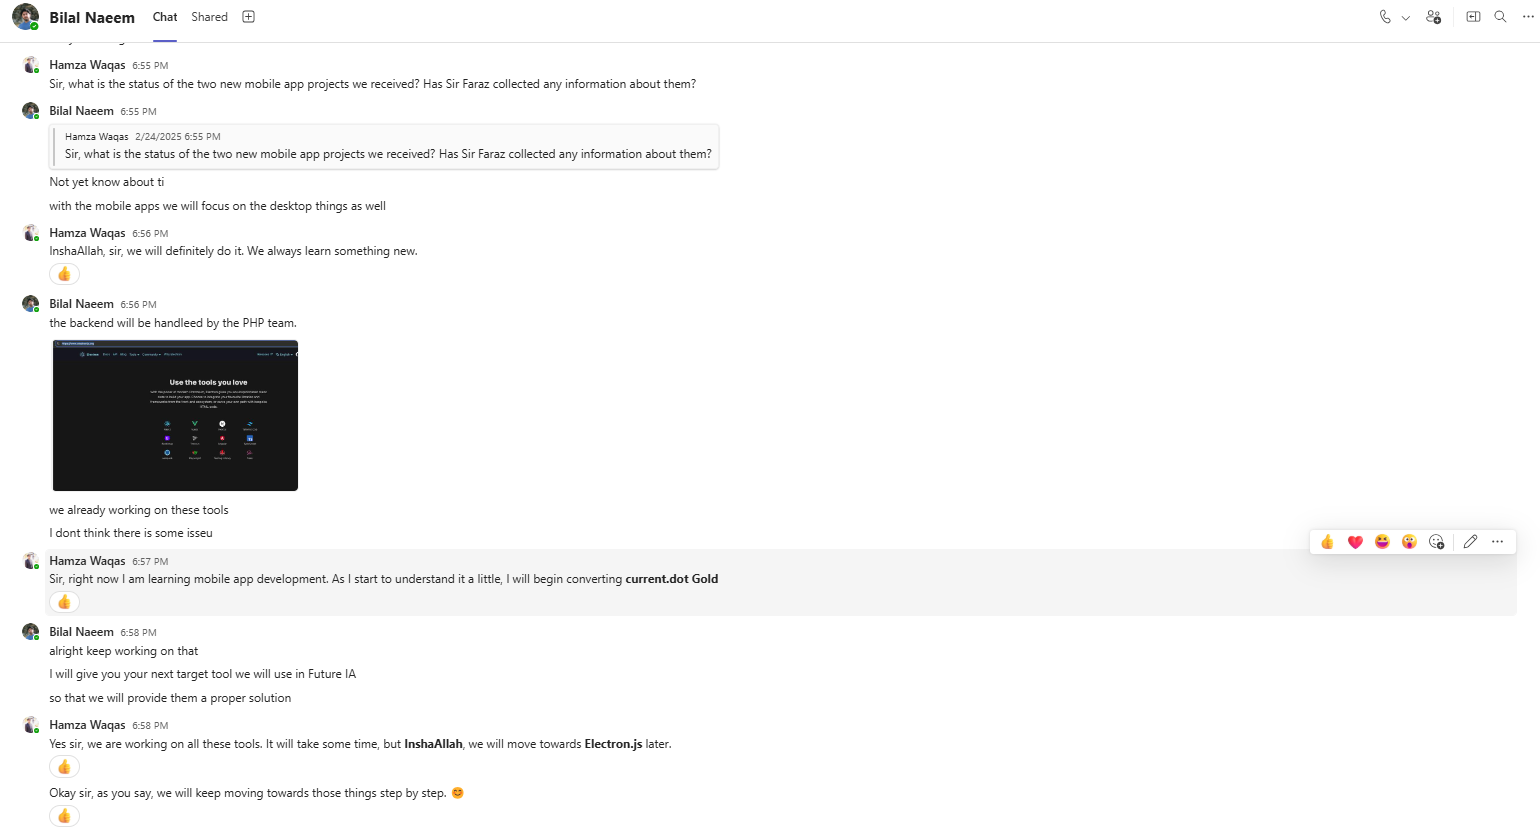 Bilal Naeem Chat Shared
Hamza Waqas 6:55 PM
Sir, what is the status of the two new mobile app projects we received? Has Sir Faraz collected any information about them?
Bilal Naeem 6:55 PM
Hamza Waqas 2/24/2025 6:55 PM
Sir, what is the status of the two new mobile app projects we received? Has Sir Faraz collected any information about them?
Not yet know about ti
with the mobile apps we will focus on the desktop things as well
Hamza Waqas 6:56 PM
InshaAllah, sir, we will definitely do it. We always learn something new.
Bilal Naeem 6:56 PM
the backend will be handleed by the PHP team.
Use the tools you love
we already working on these tools
I dont think there is some isseu
Hamza Waqas 6:57 PM
Sir, right now I am learning mobile app development. As I start to understand it a little, I will begin converting current.dot Gold
Bilal Naeem 6:58 PM
alright keep working on that
I will give you your next target tool we will use in Future IA
so that we will provide them a proper solution
Hamza Waqas 6:58 PM
Yes sir, we are working on all these tools. It will take some time, but InshaAllah, we will move towards Electron.js later.
Okay sir, as you say, we will keep moving towards those things step by step. 😊